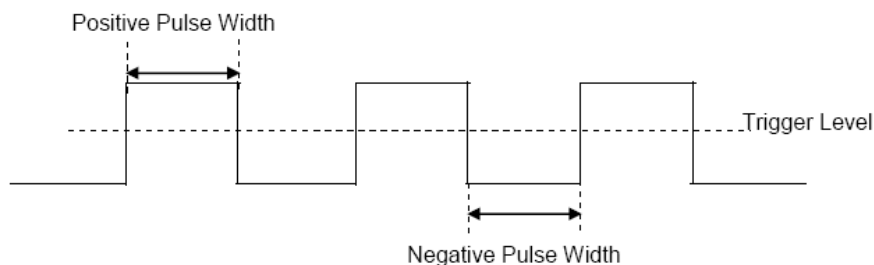 Positive Pulse Width
Trigger Level
Negative Pulse Width